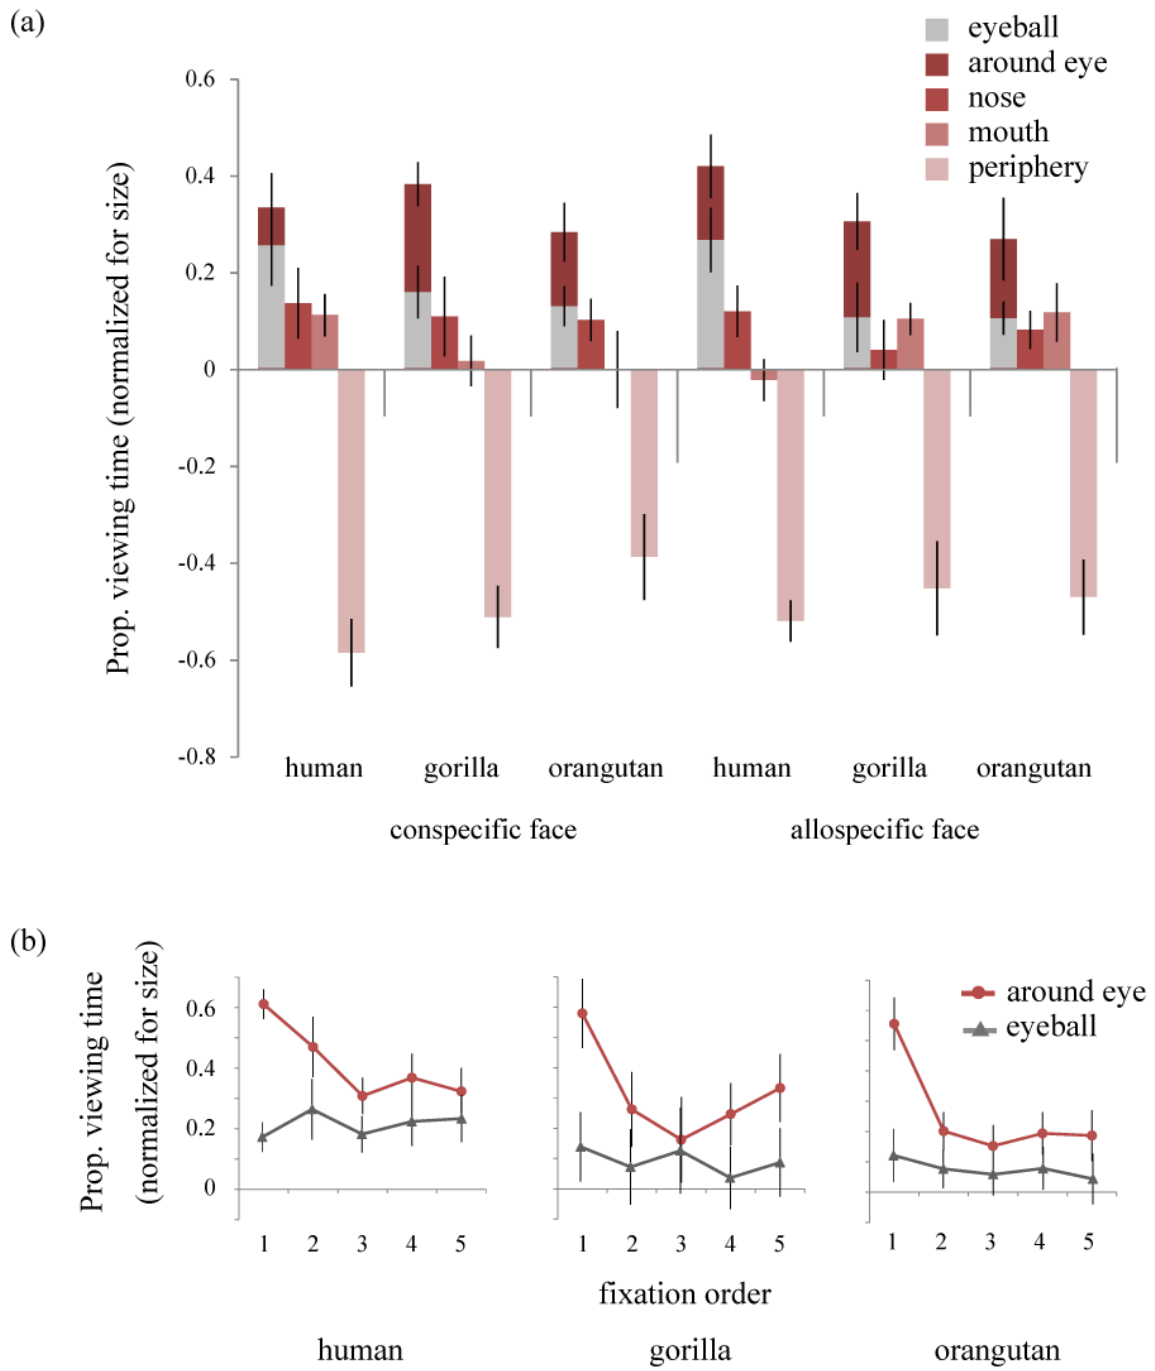 (a)
eyeball
around eye
nose
mouth
periphery
Prop. viewing time (normalized for size)
0.6
0.4
0.2
0
-0.2
-0.4
-0.6
-0.8
human gorilla orangutan human gorilla orangutan
conspecific face allospecific face
(b)
Prop. viewing time
(normalized for size)
0.6
0.4
0.2
0
around eye
eyeball
1 2 3 4 5 1 2 3 4 5 1 2 3 4 5
fixation order
human gorilla orangutan